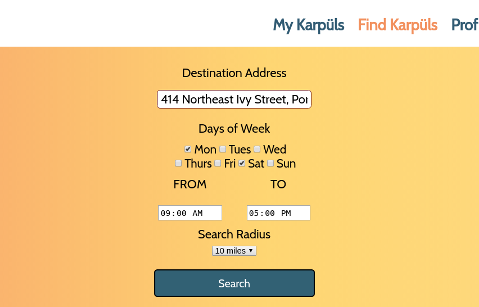 My Karpüls Find Karpüls Prof
Destination Address
414 Northeast Ivy Street, Por
Days of Week
Mon Tues Wed
Thurs Fri Sat Sun
FROM TO
09:00 AM 05:00 PM
Search Radius
10 miles
Search